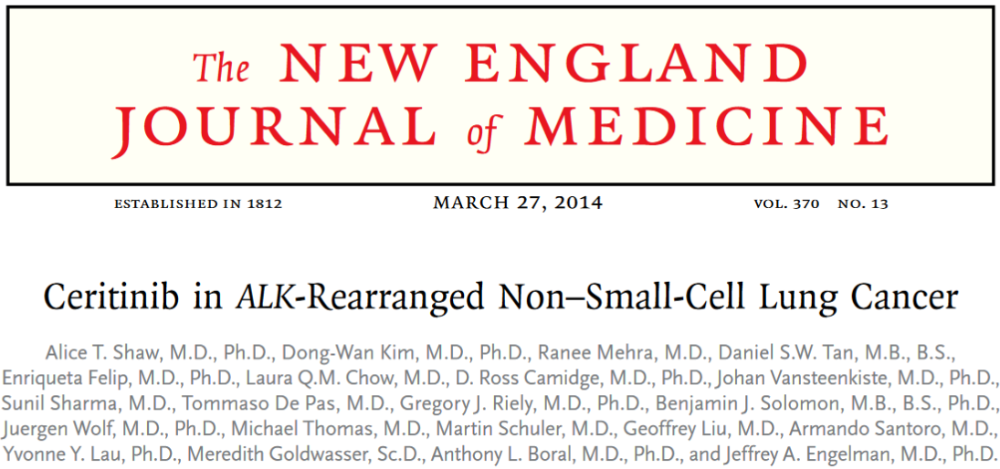 The NEW ENGLAND
JOURNAL of MEDICINE
ESTABLISHED IN 1812 MARCH 27, 2014 VOL. 370 NO. 13
Ceritinib in ALK-Rearranged Non–Small-Cell Lung Cancer
Alice T. Shaw, M.D., Ph.D., Dong-Wan Kim, M.D., Ph.D., Ranee Mehra, M.D., Daniel S.W. Tan, M.B., B.S.,
Enriqueta Felip, M.D., Ph.D., Laura Q.M. Chow, M.D., D. Ross Camidge, M.D., Ph.D., Johan Vansteenkiste, M.D., Ph.D.,
Sunil Sharma, M.D., Tommaso De Pas, M.D., Gregory J. Riely, M.D., Ph.D., Benjamin J. Solomon, M.B., B.S., Ph.D.,
Juergen Wolf, M.D., Ph.D., Michael Thomas, M.D., Martin Schuler, M.D., Geoffrey Liu, M.D., Armando Santoro, M.D.,
Yvonne Y. Lau, Ph.D., Meredith Goldwasser, Sc.D., Anthony L. Boral, M.D., Ph.D., and Jeffrey A. Engelman, M.D., Ph.D.